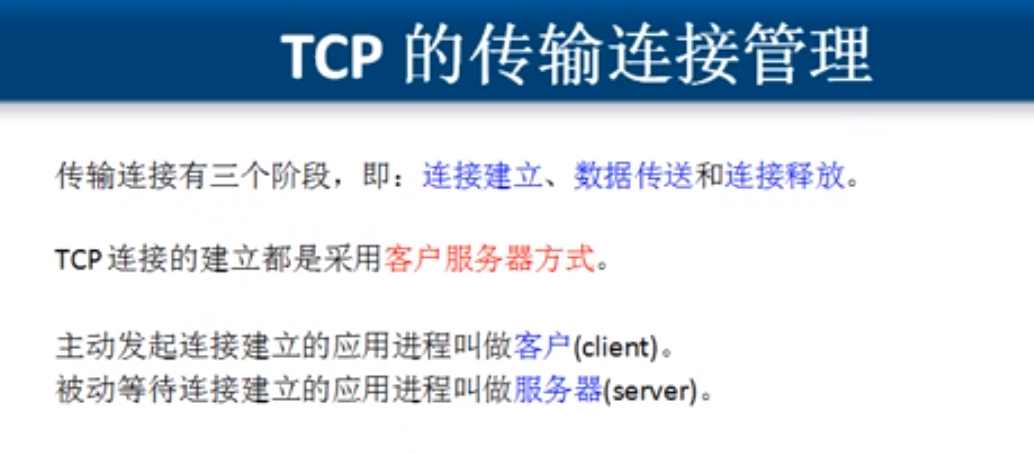 TCP 的传输连接管理
传输连接有三个阶段，即：连接建立、数据传送和连接释放。
TCP 连接的建立都是采用客户服务器方式。
主动发起连接建立的应用进程叫做客户(client)。
被动等待连接建立的应用进程叫做服务器(server)。